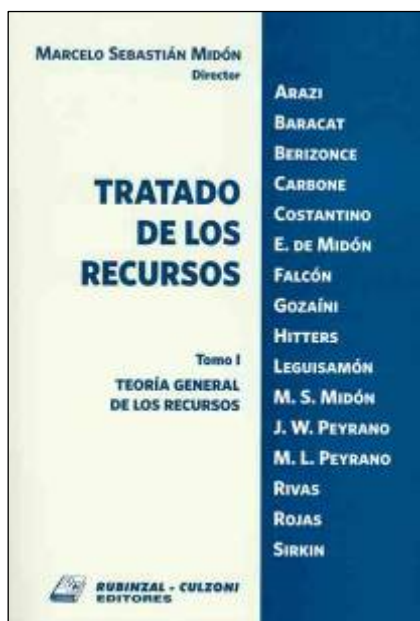 MARCELO SEBASTIÁN MIDÓN
Director
TRATADO
DE LOS
RECURSOS
Tomo I
TEORÍA GENERAL
DE LOS RECURSOS
RUBINZAL - CULZONI
EDITORES
ARAZI
BARACAT
BERIZONCE
CARBONE
COSTANTINO
E. DE MIDÓN
FALCÓN
GOZAÍNI
HITTERS
LEGUISAMÓN
M. S. MIDÓN
J. W. PEYRANO
M. L. PEYRANO
RIVAS
ROJAS
SIRKIN